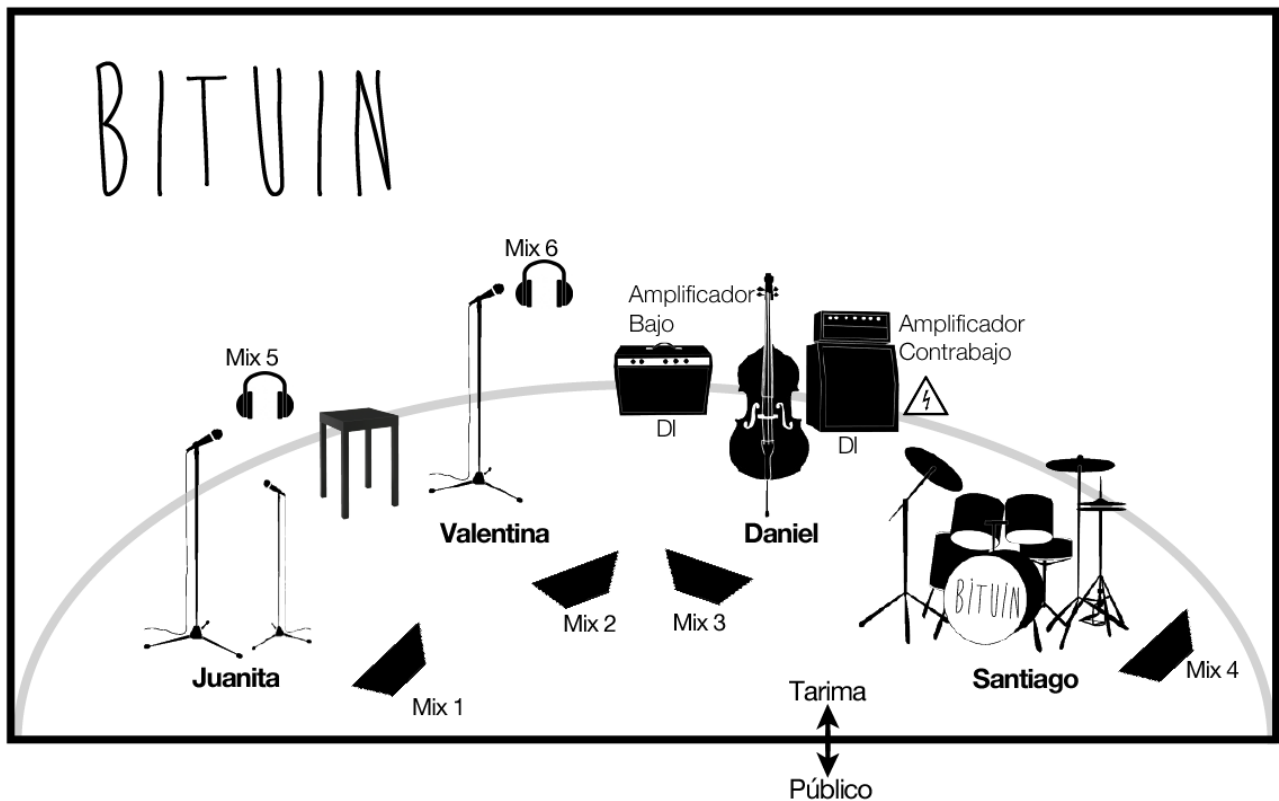 BITUIN
Mix 6
Amplificador
Bajo
Amplificador
Contrabajo
Mix 5
DI
DI
Valentina
Daniel
BITUIN
Mix 2
Mix 3
Juanita
Mix 1
Santiago
Mix 4
Tarima
Público